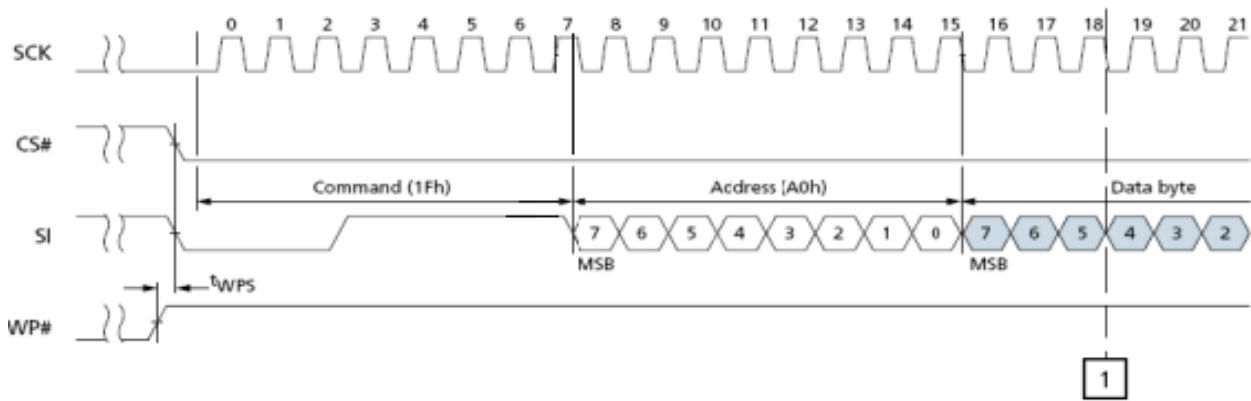 0 1 2 3 4 5 6 7 8 9 10 11 12 13 14 15 16 17 18 19 20 21
SCK
CS#
Command (1Fh) Acdress (A0h) Data byte
SI 7 6 5 4 3 2 1 0 7 6 5 4 3 2
MSB MSB
tWPS
WP#
1